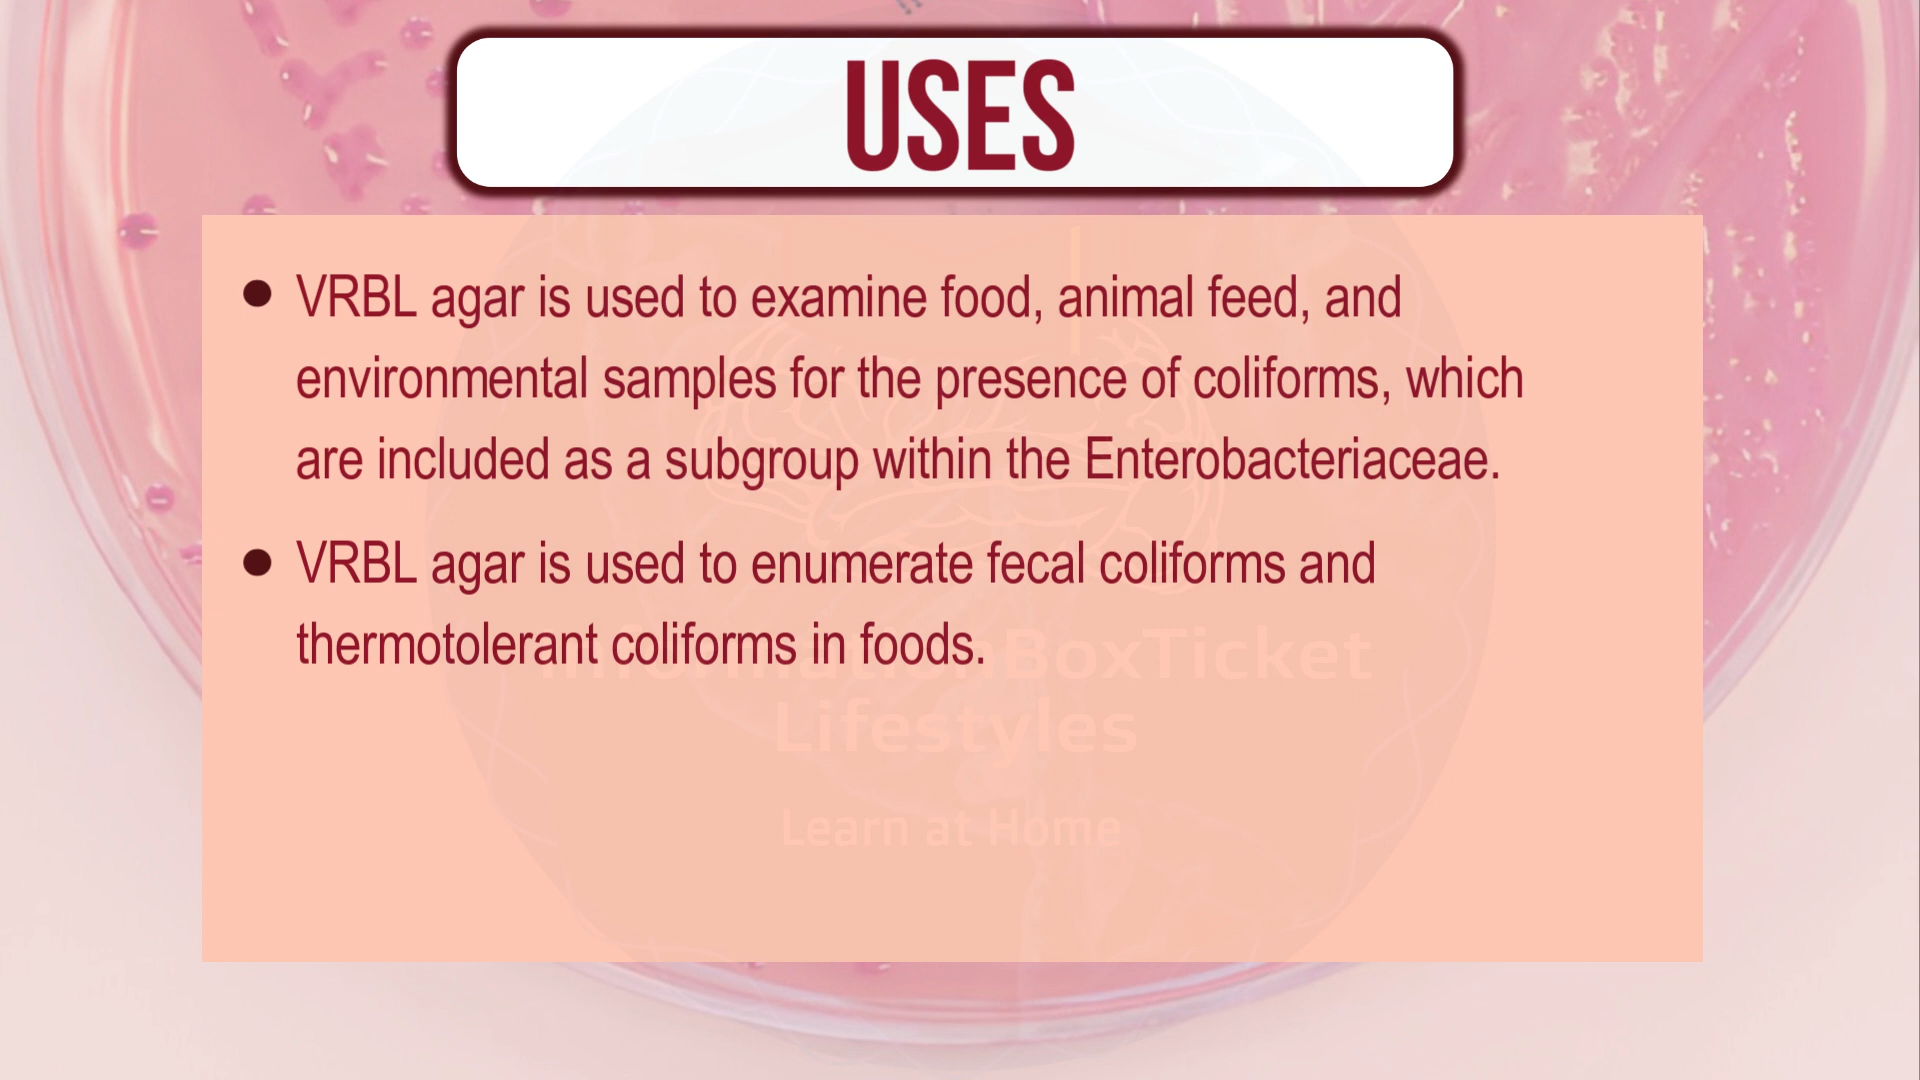 USES
VRBL agar is used to examine food, animal feed, and
environmental samples for the presence of coliforms, which
are included as a subgroup within the Enterobacteriaceae.
VRBL agar is used to enumerate fecal coliforms and
thermotolerant coliforms in foods.
InformationBoxTicket
Lifestyles
Learn at Home